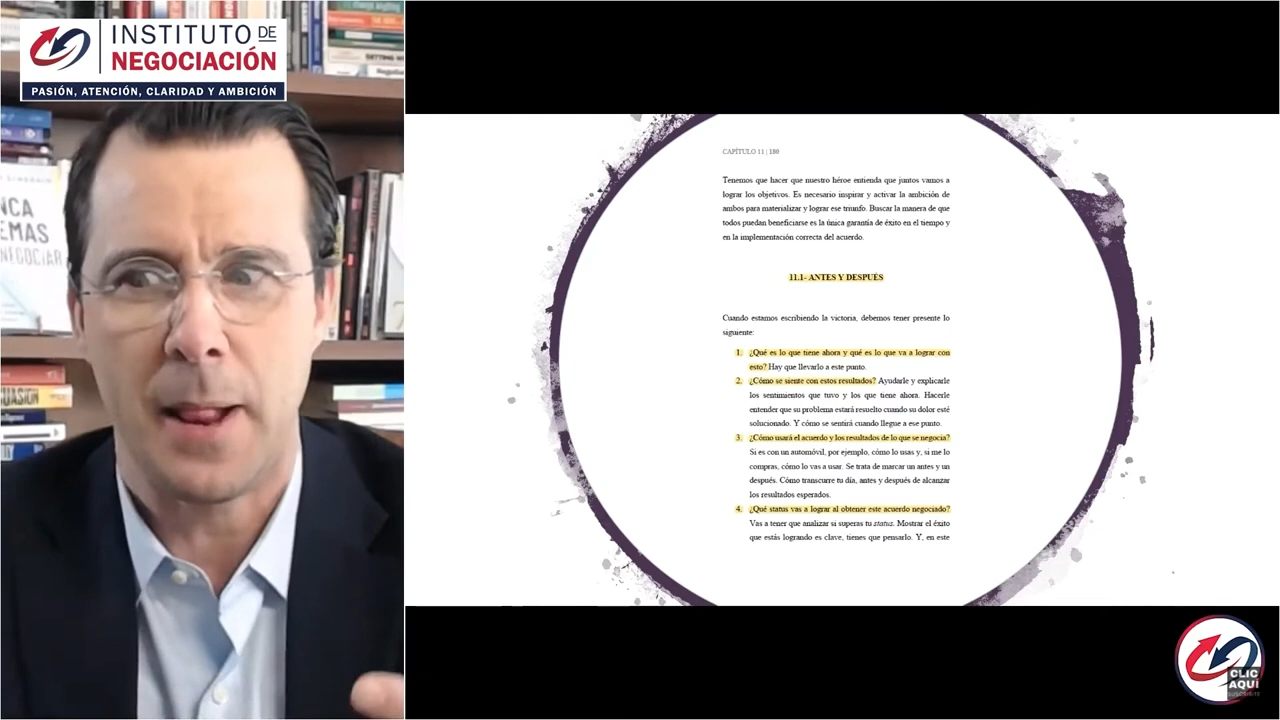 INSTITUTO DE
NEGOCIACIÓN
PASIÓN, ATENCIÓN, CLARIDAD Y AMBICIÓN
NEGOCIAR
CAPÍTULO 11 | 180
Tenemos que hacer que nuestro héroe entienda que juntos vamos a
lograr los objetivos. Es necesario inspirar y activar la ambición de
ambos para materializar y lograr ese triunfo. Buscar la manera de que
todos puedan beneficiarse es la única garantía de éxito en el tiempo y
en la implementación correcta del acuerdo.
11.1- ANTES Y DESPUÉS
Cuando estamos escribiendo la victoria, debemos tener presente lo
siguiente:
1. ¿Qué es lo que tiene ahora y qué es lo que va a lograr con
esto? Hay que llevarlo a este punto.
2. ¿Cómo se siente con estos resultados? Ayudarle y explicarle
los sentimientos que tuvo y los que tiene ahora. Hacerle
entender que su problema estará resuelto cuando su dolor esté
solucionado. Y cómo se sentirá cuando llegue a ese punto.
3. ¿Cómo usará el acuerdo y los resultados de lo que se negocia?
Si es con un automóvil, por ejemplo, cómo lo usas y, si me lo
compras, cómo lo vas a usar. Se trata de marcar un antes y un
después. Cómo transcurre tu día, antes y después de alcanzar
los resultados esperados.
4. ¿Qué status vas a lograr al obtener este acuerdo negociado?
Vas a tener que analizar si superas tu status. Mostrar el éxito
que estás logrando es clave, tienes que pensarlo. Y, en este
CLIC
AQUÍ